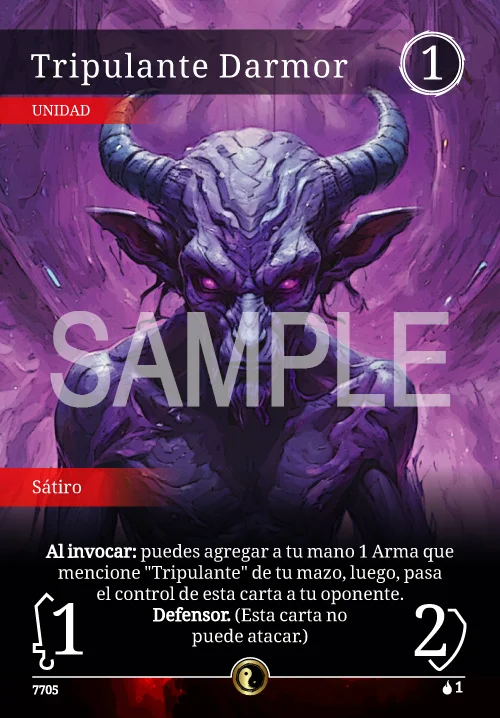 Tripulante Darmor
1
UNIDAD
SAMPLE
Sátiro
Al invocar: puedes agregar a tu mano 1 Arma que
mencione "Tripulante" de tu mazo, luego, pasa
el control de esta carta a tu oponente.
Defensor. (Esta carta no
puede atacar.)
1
2
7705
1